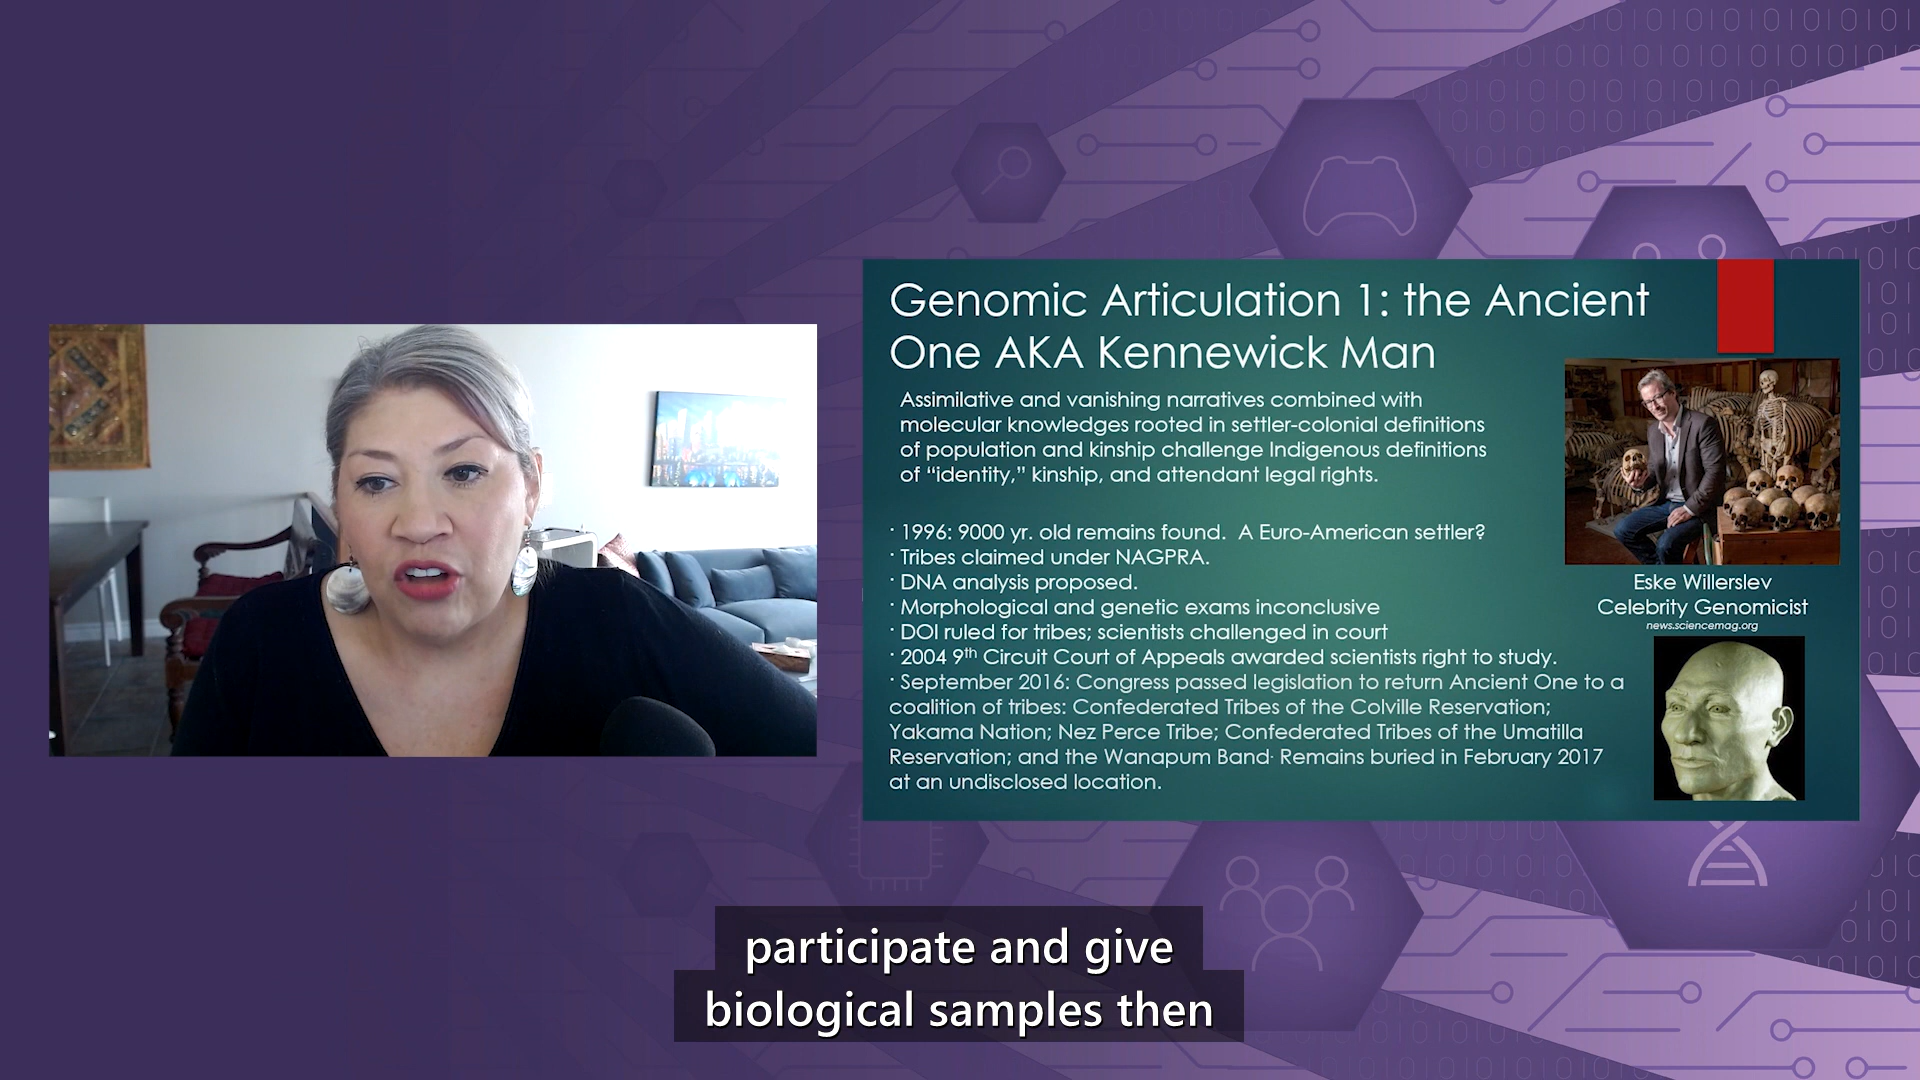 Genomic Articulation 1: the Ancient
One AKA Kennewick Man
Assimilative and vanishing narratives combined with
molecular knowledges rooted in settler-colonial definitions
of population and kinship challenge Indigenous definitions
of “identity,” kinship, and attendant legal rights.
· 1996: 9000 yr. old remains found.  A Euro-American settler?
· Tribes claimed under NAGPRA.
· DNA analysis proposed.
· Morphological and genetic exams inconclusive
· DOI ruled for tribes; scientists challenged in court
· 2004 9th Circuit Court of Appeals awarded scientists right to study.
· September 2016: Congress passed legislation to return Ancient One to a
coalition of tribes: Confederated Tribes of the Colville Reservation;
Yakama Nation; Nez Perce Tribe; Confederated Tribes of the Umatilla
Reservation; and the Wanapum Band· Remains buried in February 2017
at an undisclosed location.
Eske Willerslev
Celebrity Genomicist
news.sciencemag.org
participate and give
biological samples then